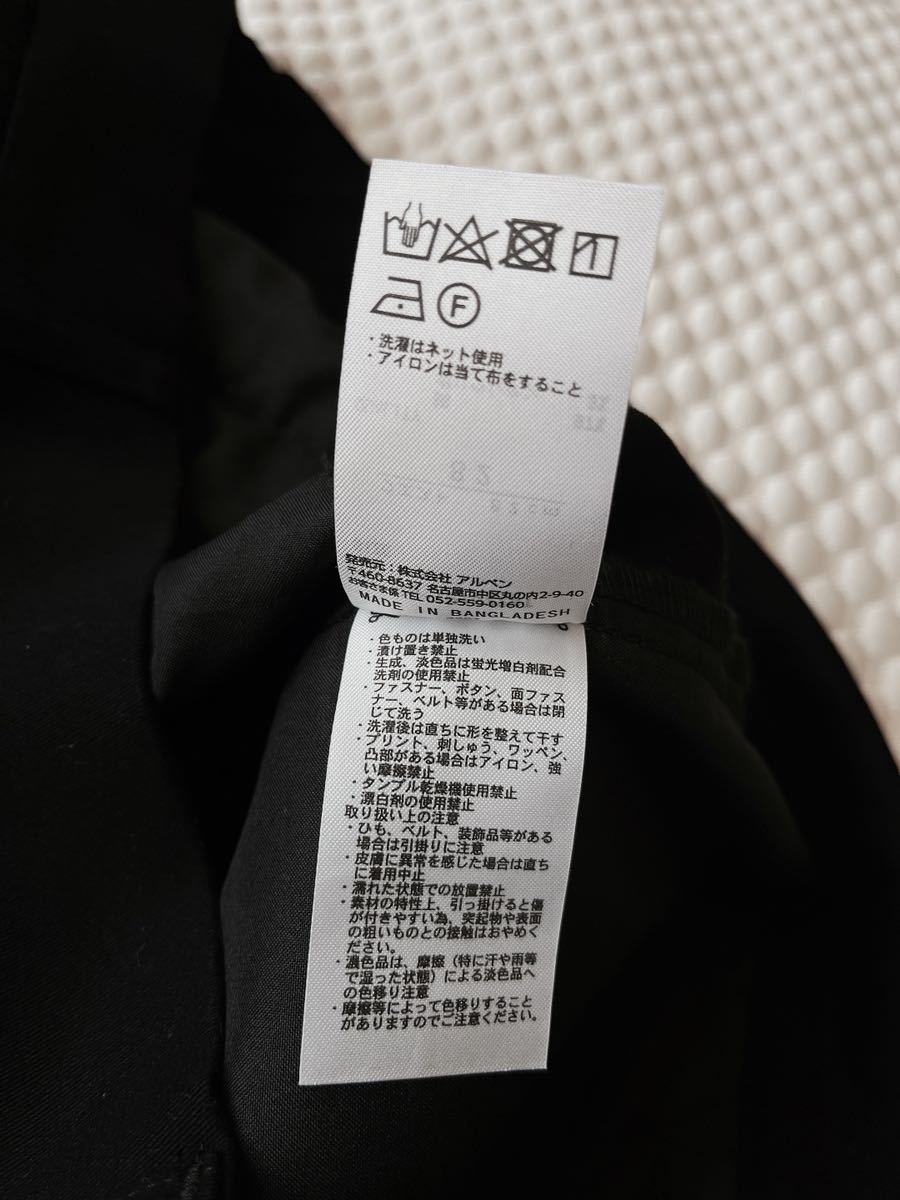 F
・洗濯はネット使用
・アイロンは当て布をすること
82
発売元：株式会社 アルペン
〒460-8637 名古屋市中区丸の内2-9-40
お客さま係 TEL 052-559-0160
MADE IN BANGLADESH
・色ものは単独洗い
・漬け置き禁止
・生成、淡色品は蛍光増白剤配合
洗剤の使用禁止
・ファスナー、ボタン、面ファス
ナー、ベルト等がある場合は閉
じて洗う
・洗濯後は直ちに形を整えて干す
・プリント、刺しゅう、ワッペン、
凸部がある場合はアイロン、強
い摩擦禁止
・タンブル乾燥機使用禁止
・漂白剤の使用禁止
取り扱い上の注意
・ひも、ベルト、装飾品等がある
場合は引掛りに注意
・皮膚に異常を感じた場合は直ち
に着用中止
・濡れた状態での放置禁止
・素材の特性上、引っ掛けると傷
が付きやすい為、突起物や表面
の粗いものとの接触はおやめく
ださい。
・濃色品は、摩擦（特に汗や雨等
で湿った状態）による淡色品へ
の色移り注意
・摩擦等によって色移りすること
がありますのでご注意ください。